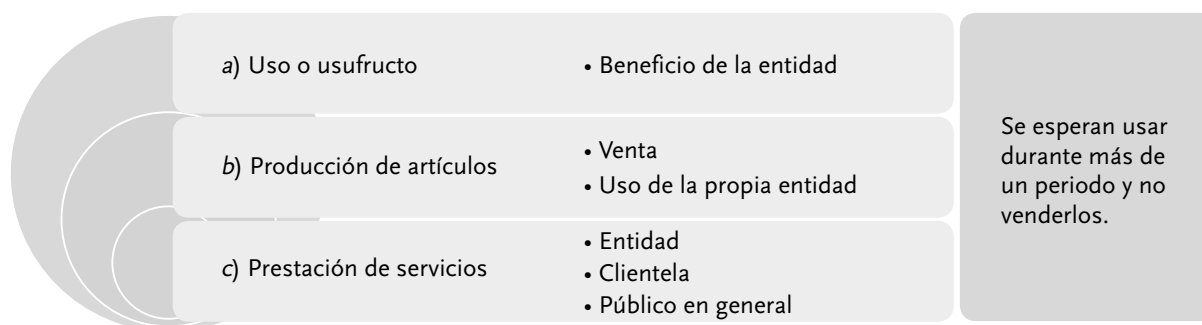 a) Uso o usufructo
• Beneficio de la entidad
b) Producción de artículos
• Venta
• Uso de la propia entidad
c) Prestación de servicios
• Entidad
• Clientela
• Público en general
Se esperan usar
durante más de
un periodo y no
venderlos.